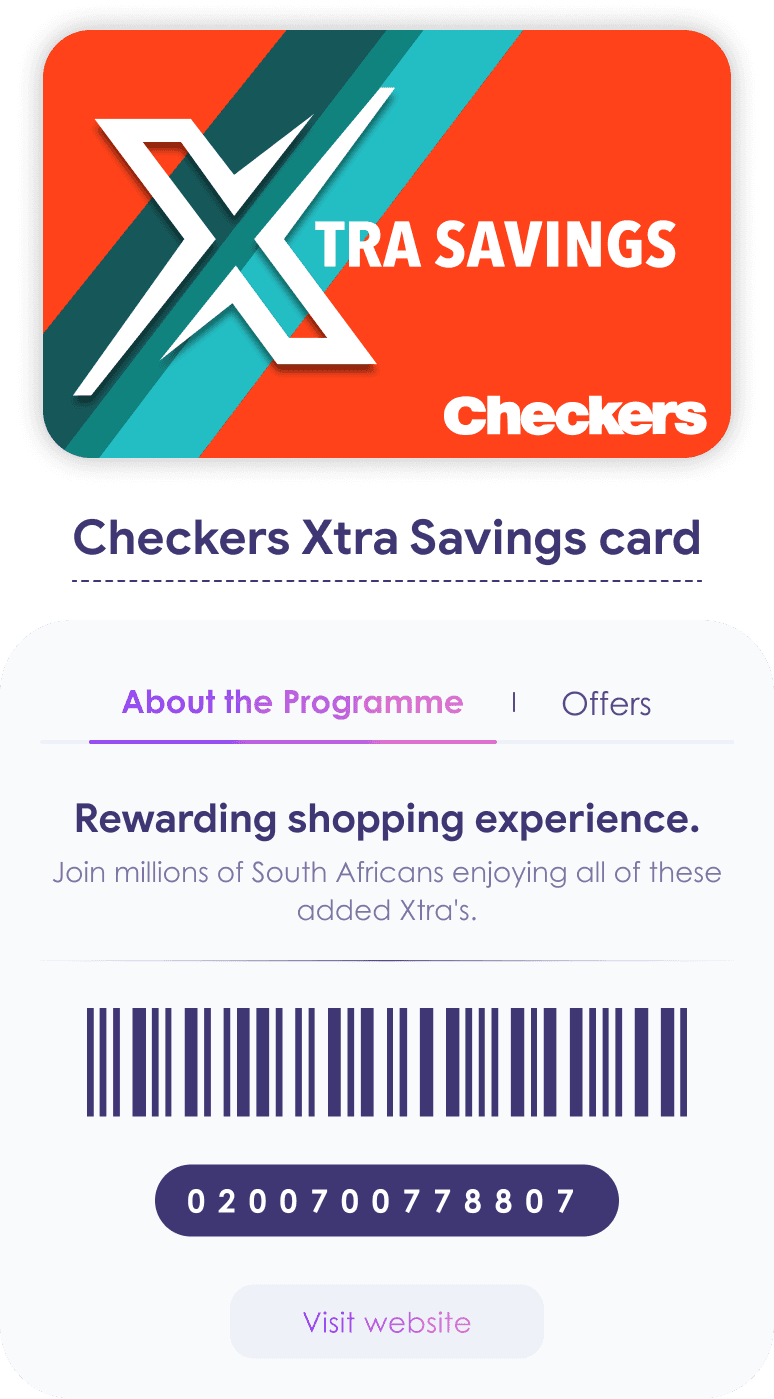 XTRA SAVINGS
Checkers
Checkers Xtra Savings card
About the Programme | Offers
Rewarding shopping experience.
Join millions of South Africans enjoying all of these
added Xtra's.
0200700778807
Visit website